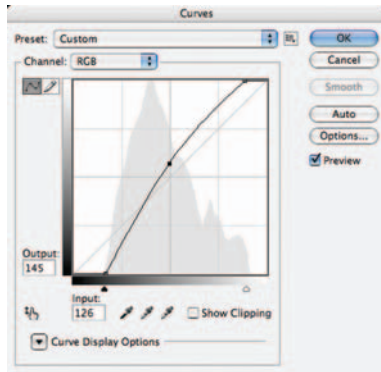 Curves
Preset: Custom
OK
Channel: RGB
Cancel
Smooth
Auto
Options...
Preview
Output:
145
Input:
126
Show Clipping
Curve Display Options